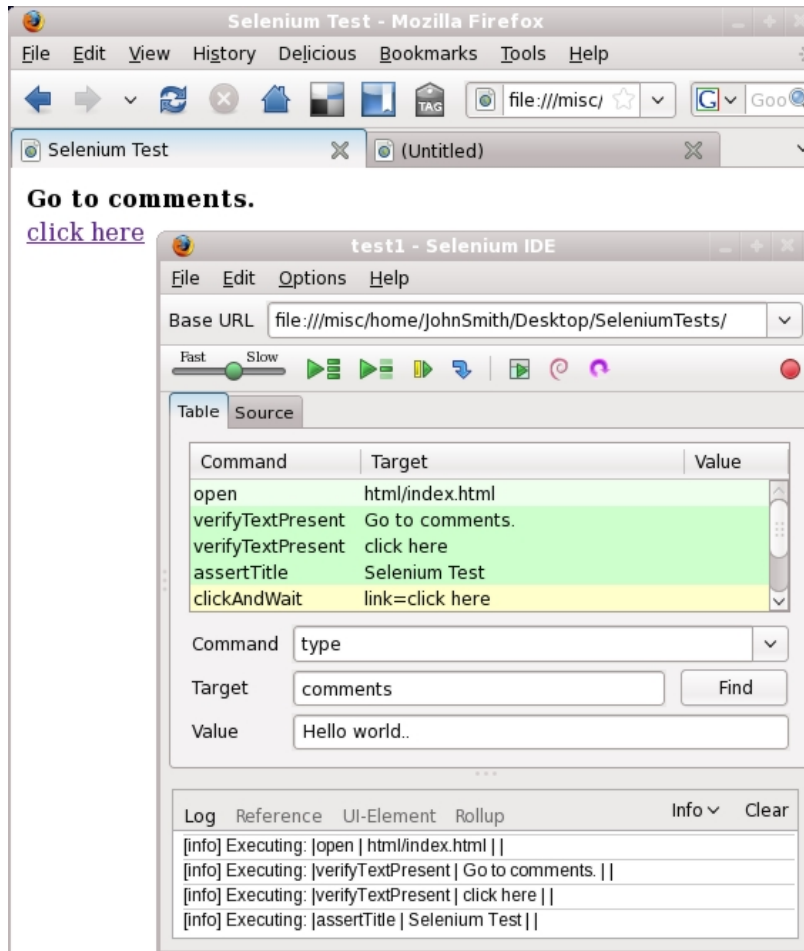 Selenium Test - Mozilla Firefox
File Edit View History Delicious Bookmarks Tools Help
TAG file:///misc/ G Goo
Selenium Test (Untitled)
Go to comments.
click here
test1 - Selenium IDE
File Edit Options Help
Base URL file:///misc/home/JohnSmith/Desktop/SeleniumTests/
Fast Slow
Table Source
Command Target Value
open html/index.html
verifyTextPresent Go to comments.
verifyTextPresent click here
assertTitle Selenium Test
clickAndWait link=click here
Command type
Target comments Find
Value Hello world..
Log Reference UI-Element Rollup Info Clear
[info] Executing: |open | html/index.html | |
[info] Executing: |verifyTextPresent | Go to comments. | |
[info] Executing: |verifyTextPresent | click here | |
[info] Executing: |assertTitle | Selenium Test | |